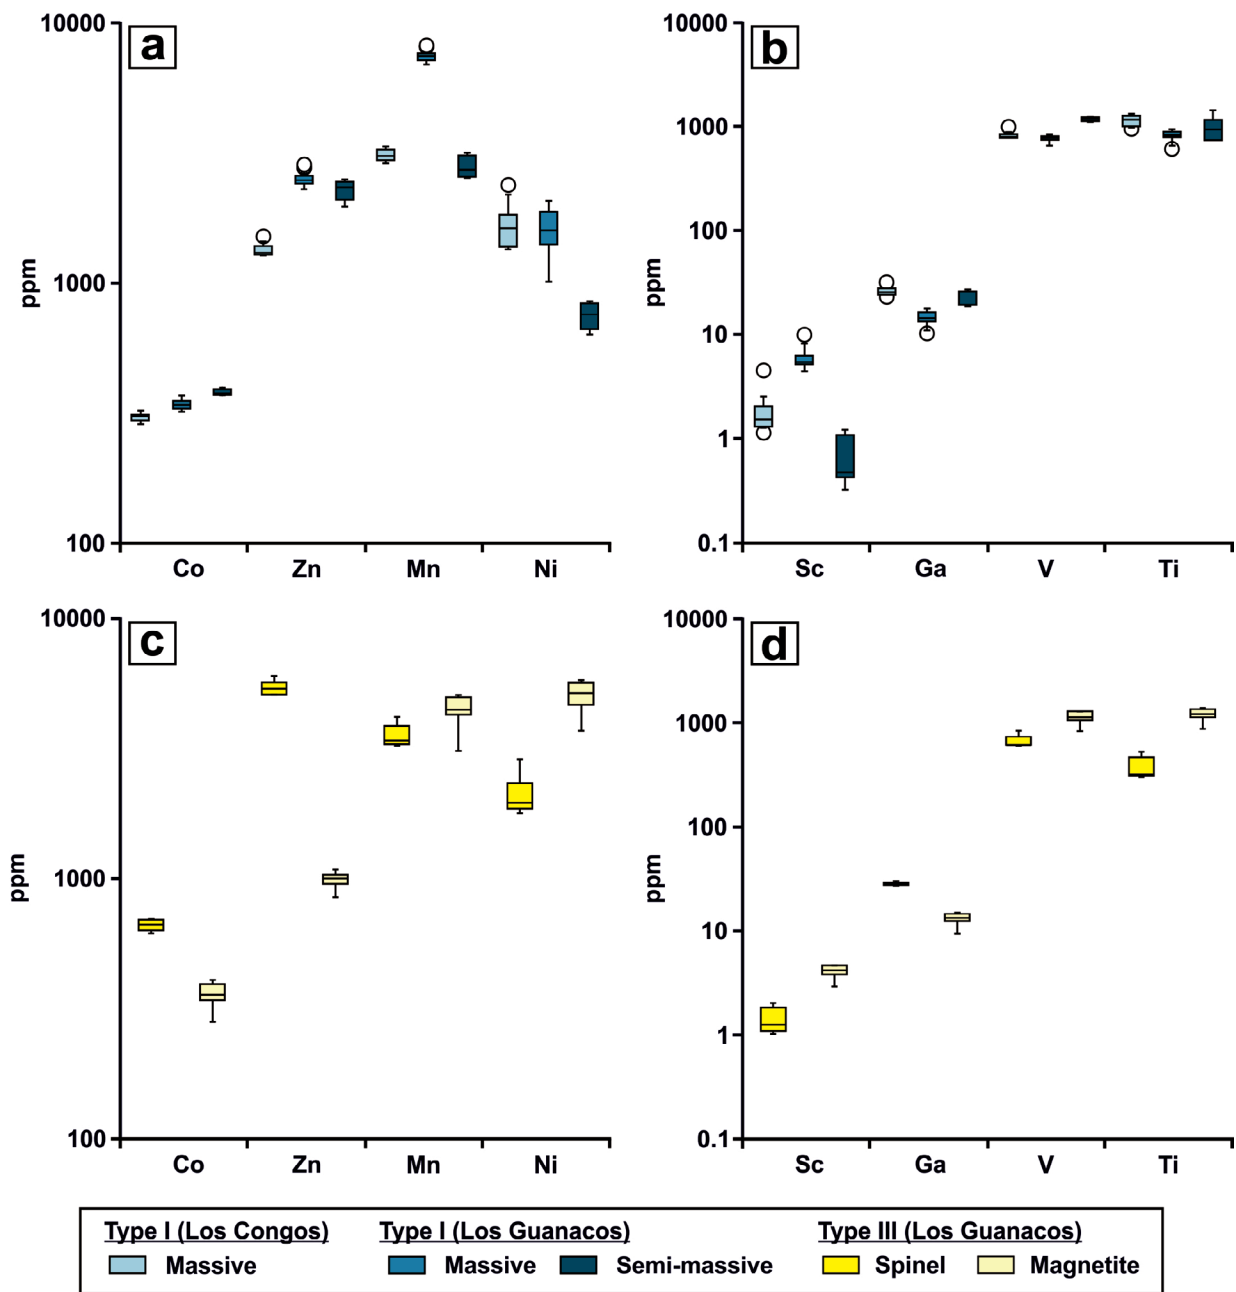 a
10000
1000
100
ppm
Co Zn Mn Ni
b
10000
1000
100
10
1
0.1
ppm
Sc Ga V Ti
c
10000
1000
100
ppm
Co Zn Mn Ni
d
10000
1000
100
10
1
0.1
ppm
Sc Ga V Ti
Type I (Los Congos) Type I (Los Guanacos) Type III (Los Guanacos)
Massive Massive Semi-massive Spinel Magnetite